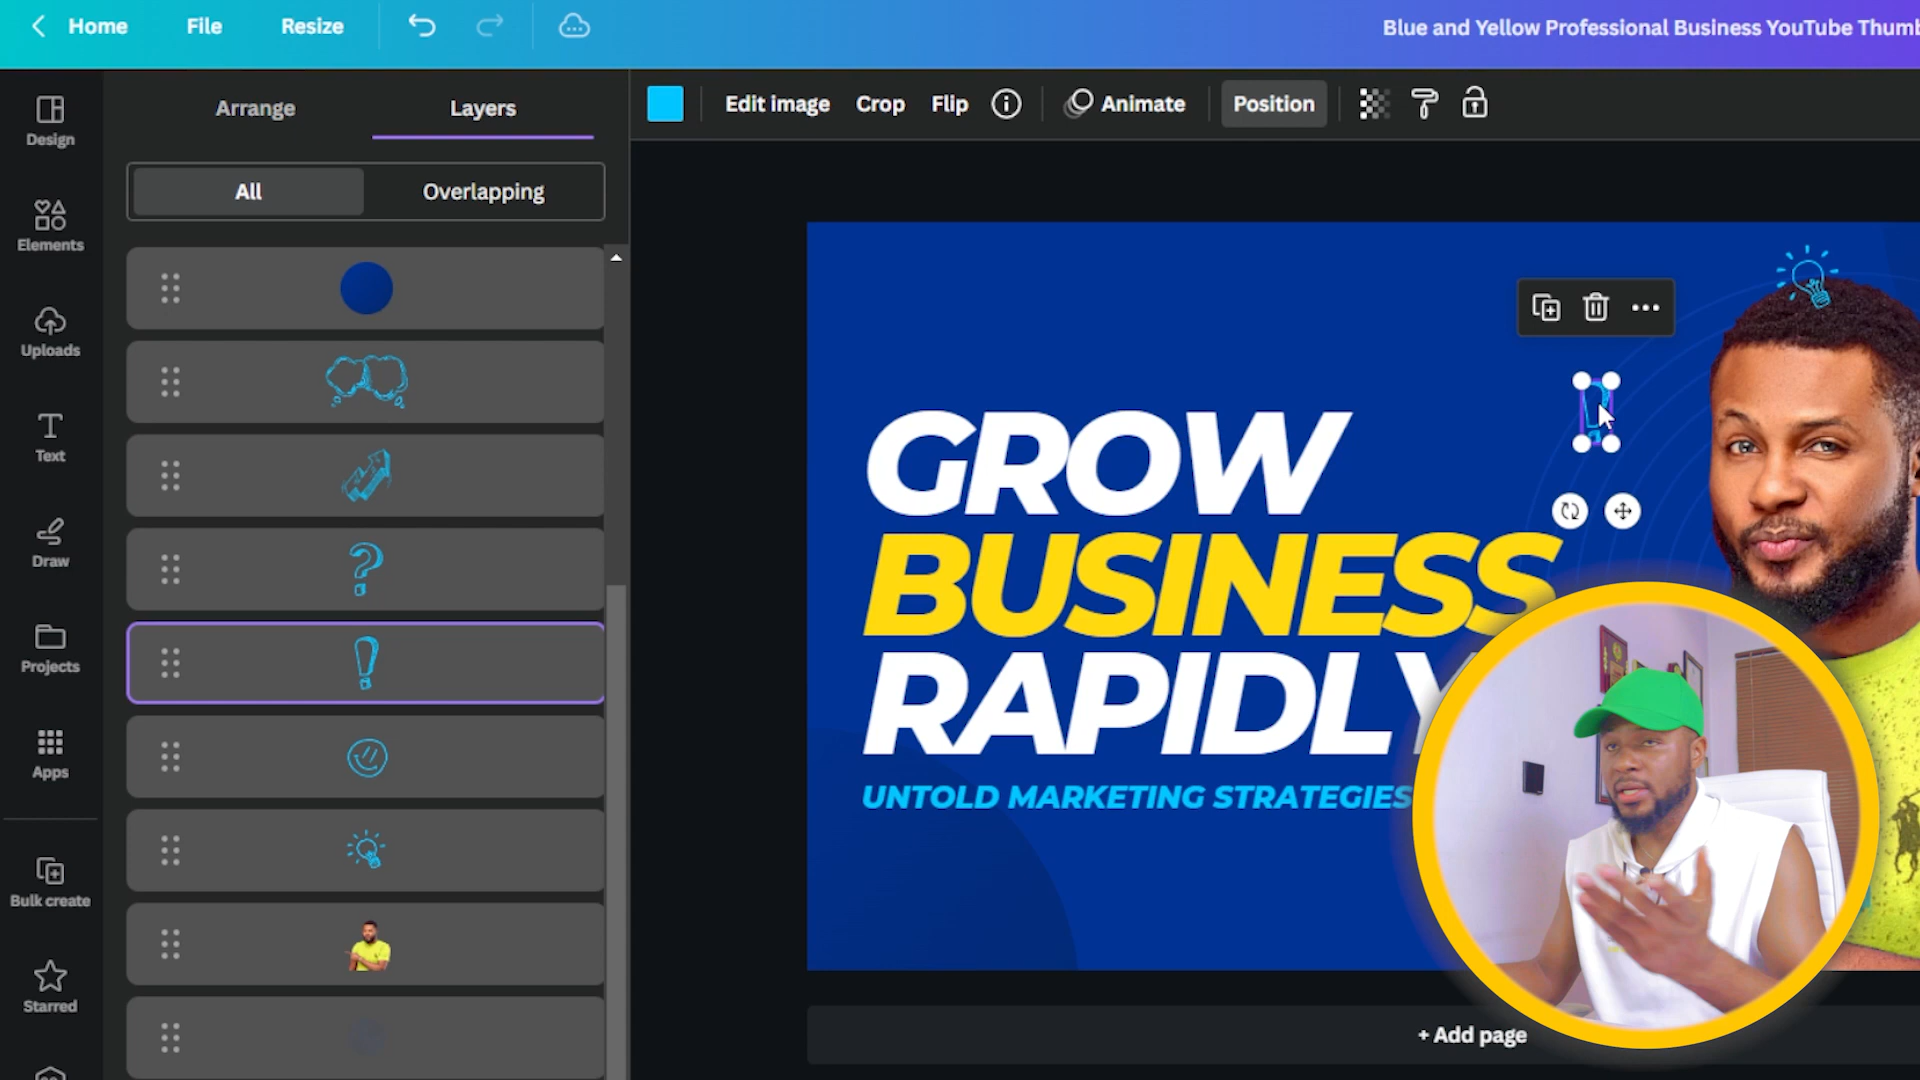 Home File Resize
Blue and Yellow Professional Business YouTube Thumb
Design
Elements
Uploads
Text
Draw
Projects
Apps
Bulk create
Starred
Arrange Layers
All Overlapping
Edit image Crop Flip Animate Position
GROW
BUSINESS
RAPIDLY
UNTOLD MARKETING STRATEGIES
+ Add page